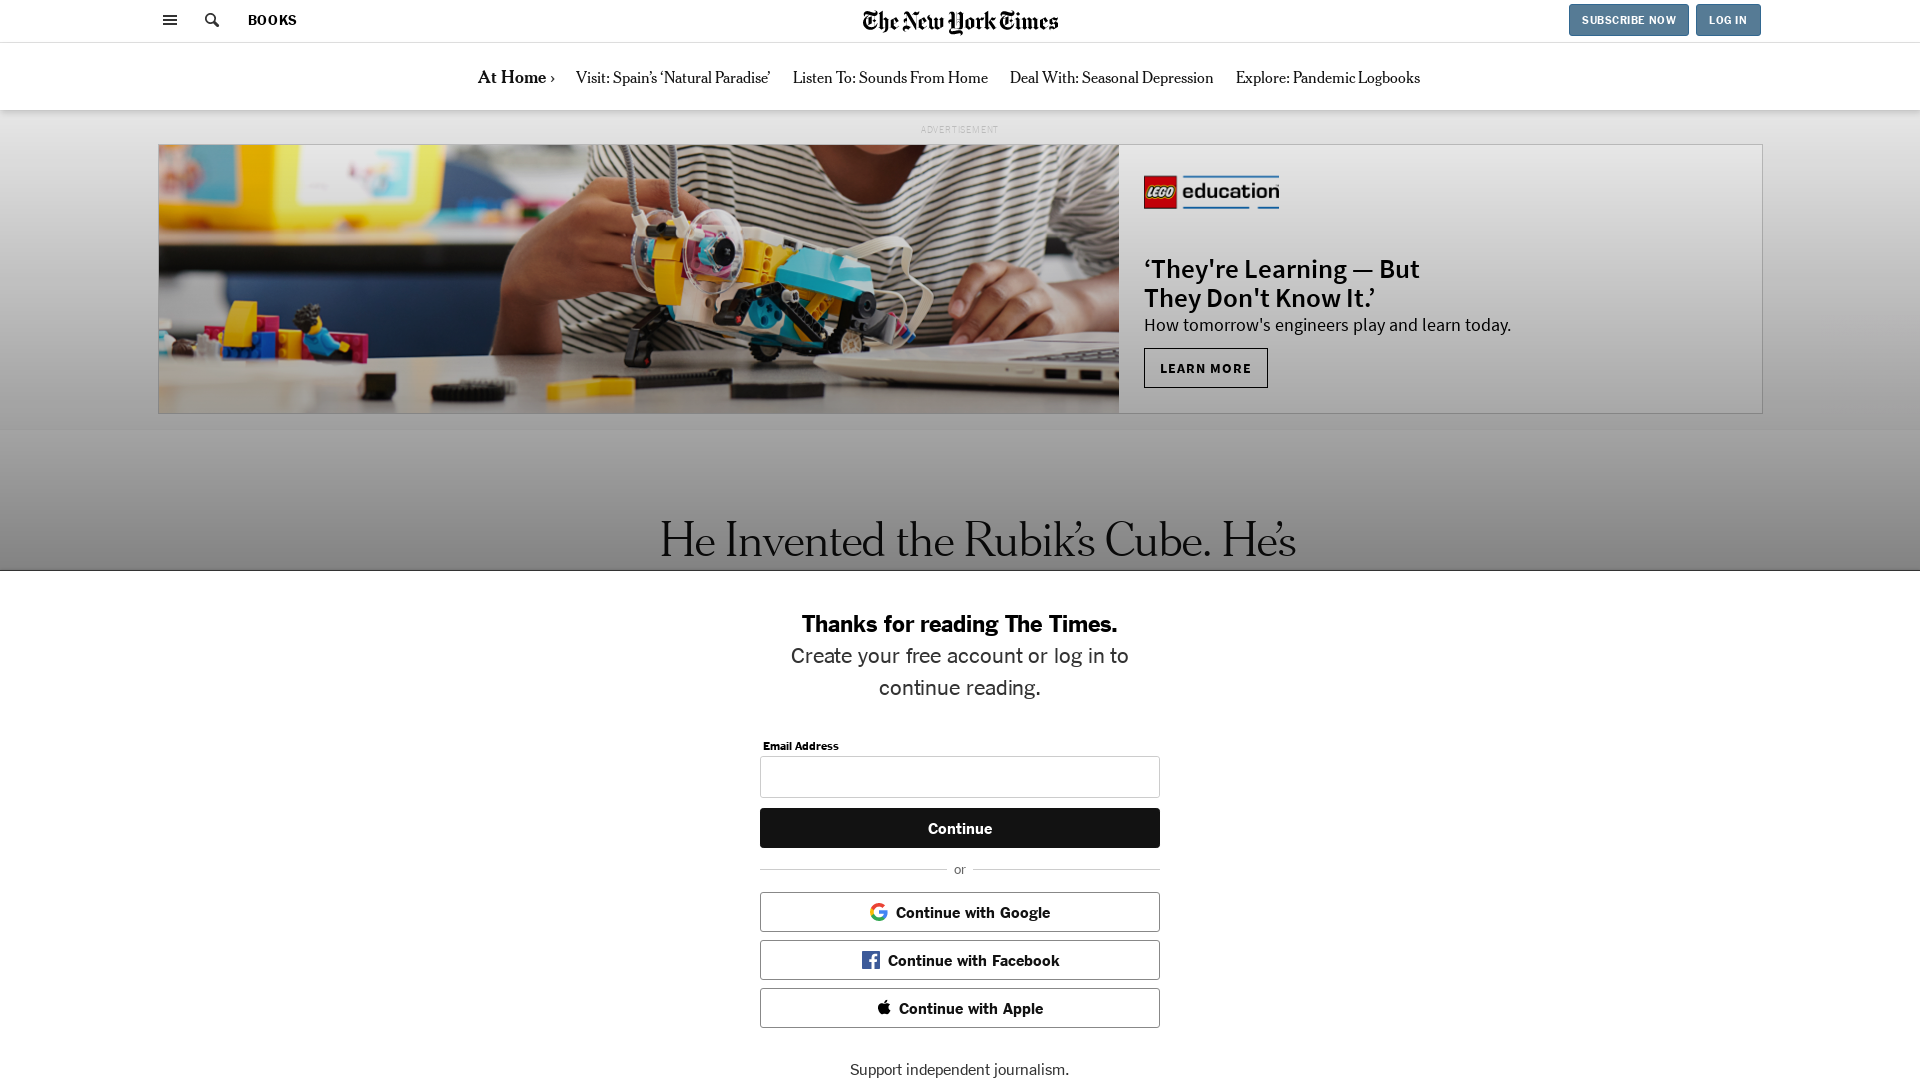 BOOKS
The New York Times
SUBSCRIBE NOW
LOG IN
At Home ›
Visit: Spain’s ‘Natural Paradise’
Listen To: Sounds From Home
Deal With: Seasonal Depression
Explore: Pandemic Logbooks
ADVERTISEMENT
LEGO education
‘They're Learning — But
They Don't Know It.’
How tomorrow's engineers play and learn today.
LEARN MORE
He Invented the Rubik’s Cube. He’s
Thanks for reading The Times.
Create your free account or log in to
continue reading.
Email Address
Continue
or
Continue with Google
Continue with Facebook
Continue with Apple
Support independent journalism.